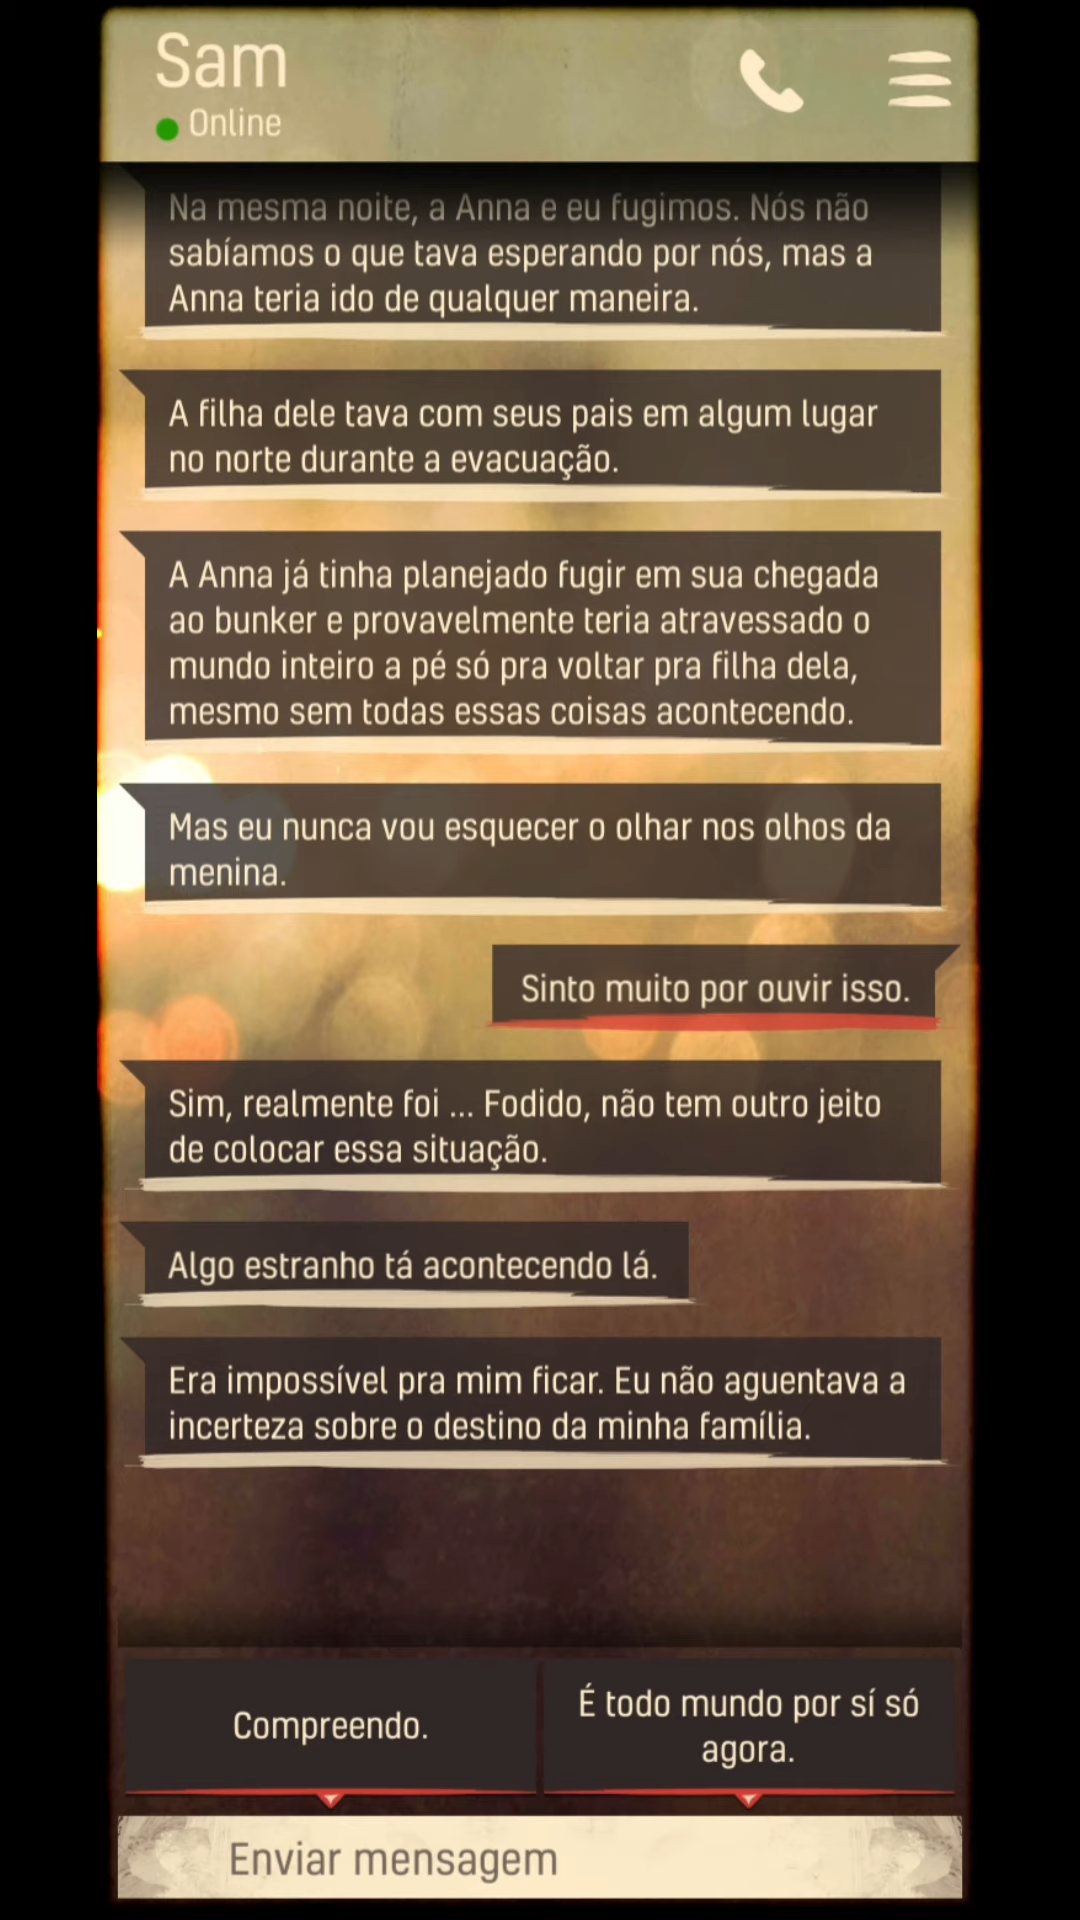 Sam
Online
Na mesma noite, a Anna e eu fugimos. Nós não
sabíamos o que tava esperando por nós, mas a
Anna teria ido de qualquer maneira.
A filha dele tava com seus pais em algum lugar
no norte durante a evacuação.
A Anna já tinha planejado fugir em sua chegada
ao bunker e provavelmente teria atravessado o
mundo inteiro a pé só pra voltar pra filha dela,
mesmo sem todas essas coisas acontecendo.
Mas eu nunca vou esquecer o olhar nos olhos da
menina.
Sinto muito por ouvir isso.
Sim, realmente foi ... Fodido, não tem outro jeito
de colocar essa situação.
Algo estranho tá acontecendo lá.
Era impossível pra mim ficar. Eu não aguentava a
incerteza sobre o destino da minha família.
Compreendo.
É todo mundo por sí só
agora.
Enviar mensagem